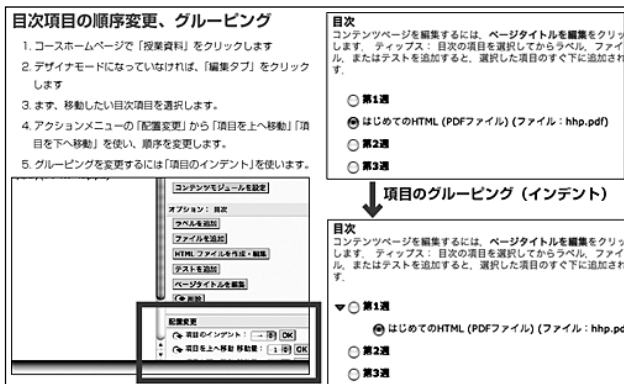 目次項目の順序変更、グルーピング
1. コースホームページで「授業資料」をクリックします
2. デザイナモードになっていなければ、「編集タブ」をクリック
します
3. まず、移動したい目次項目を選択します。
4. アクションメニューの「配置変更」から「項目を上へ移動」「項
目を下へ移動」を使い、順序を変更します。
5. グルーピングを変更するには「項目のインデント」を使います。
コンテンツモジュールを設定
オプション： 目次
ラベルを追加
ファイルを追加
HTML ファイルを作成・編集
テストを追加
ページタイトルを編集
削除
配置変更
項目のインデント： → OK
項目を上へ移動 移動量： 1 OK
目次
コンテンツページを編集するには、ページタイトルを編集をクリッ
します． ティップス： 目次の項目を選択してからラベル，ファイ
ル，またはテストを追加すると，選択した項目のすぐ下に追加され
す．
第1週
はじめてのHTML (PDFファイル) (ファイル：hhp.pdf)
第2週
第3週
項目のグルーピング（インデント）
目次
コンテンツページを編集するには、ページタイトルを編集をクリッ
します． ティップス： 目次の項目を選択してからラベル，ファイ
ル，またはテストを追加すると，選択した項目のすぐ下に追加され
す．
第1週
はじめてのHTML (PDFファイル) (ファイル：hhp.pd
第2週
第3週